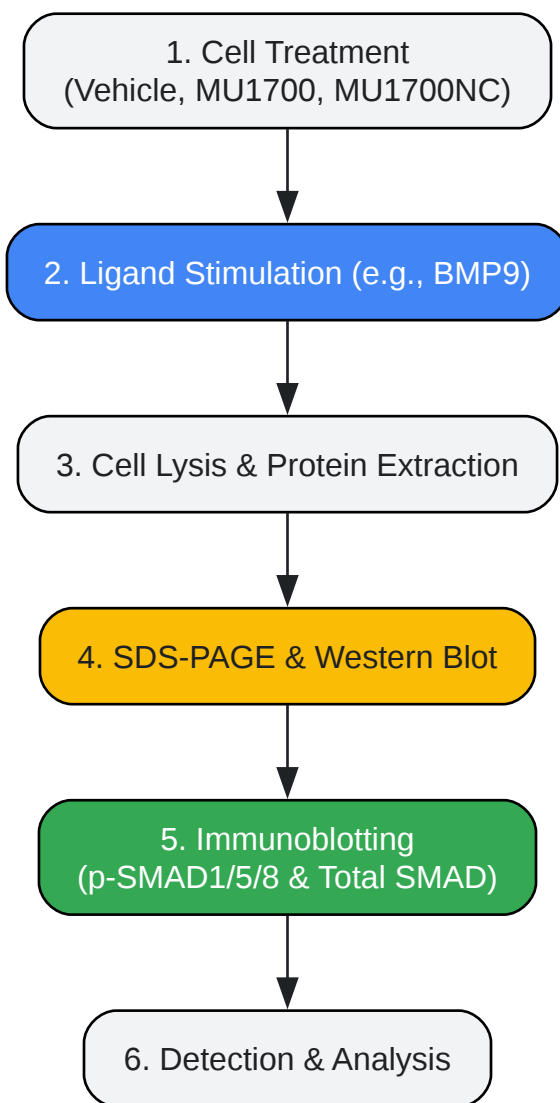 1. Cell Treatment
(Vehicle, MU1700, MU1700NC)
2. Ligand Stimulation (e.g., BMP9)
3. Cell Lysis & Protein Extraction
4. SDS-PAGE & Western Blot
5. Immunoblotting
(p-SMAD1/5/8 & Total SMAD)
6. Detection & Analysis